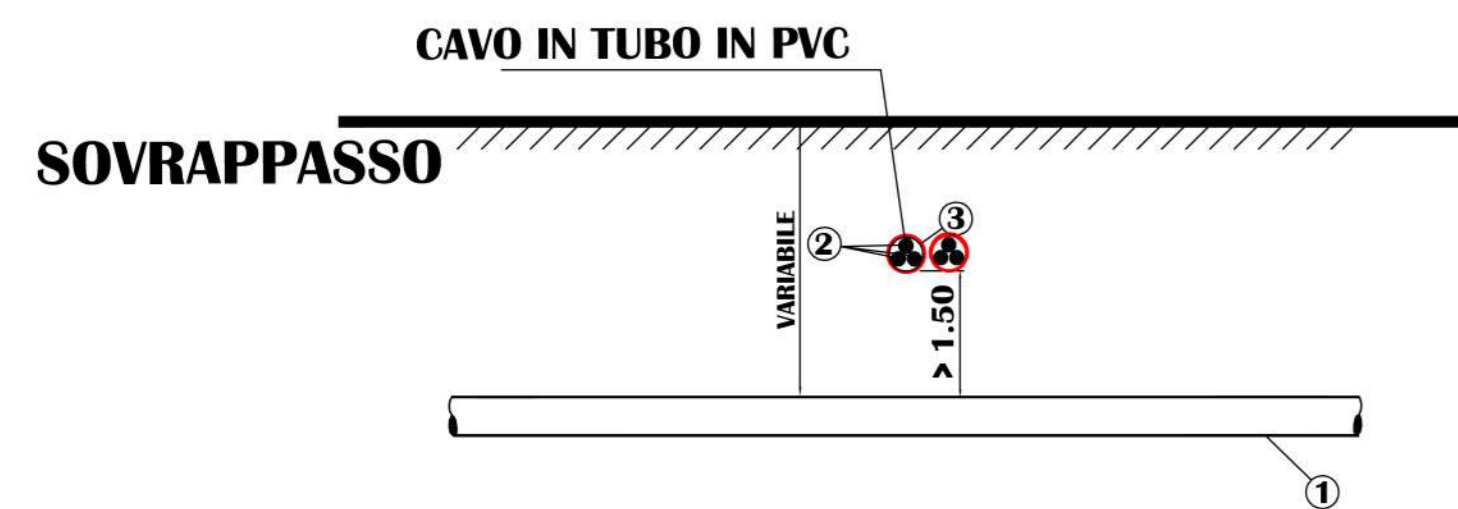 CAVO IN TUBO IN PVC
SOVRAPPASSO
VARIABILE
2
3
> 1.50
1